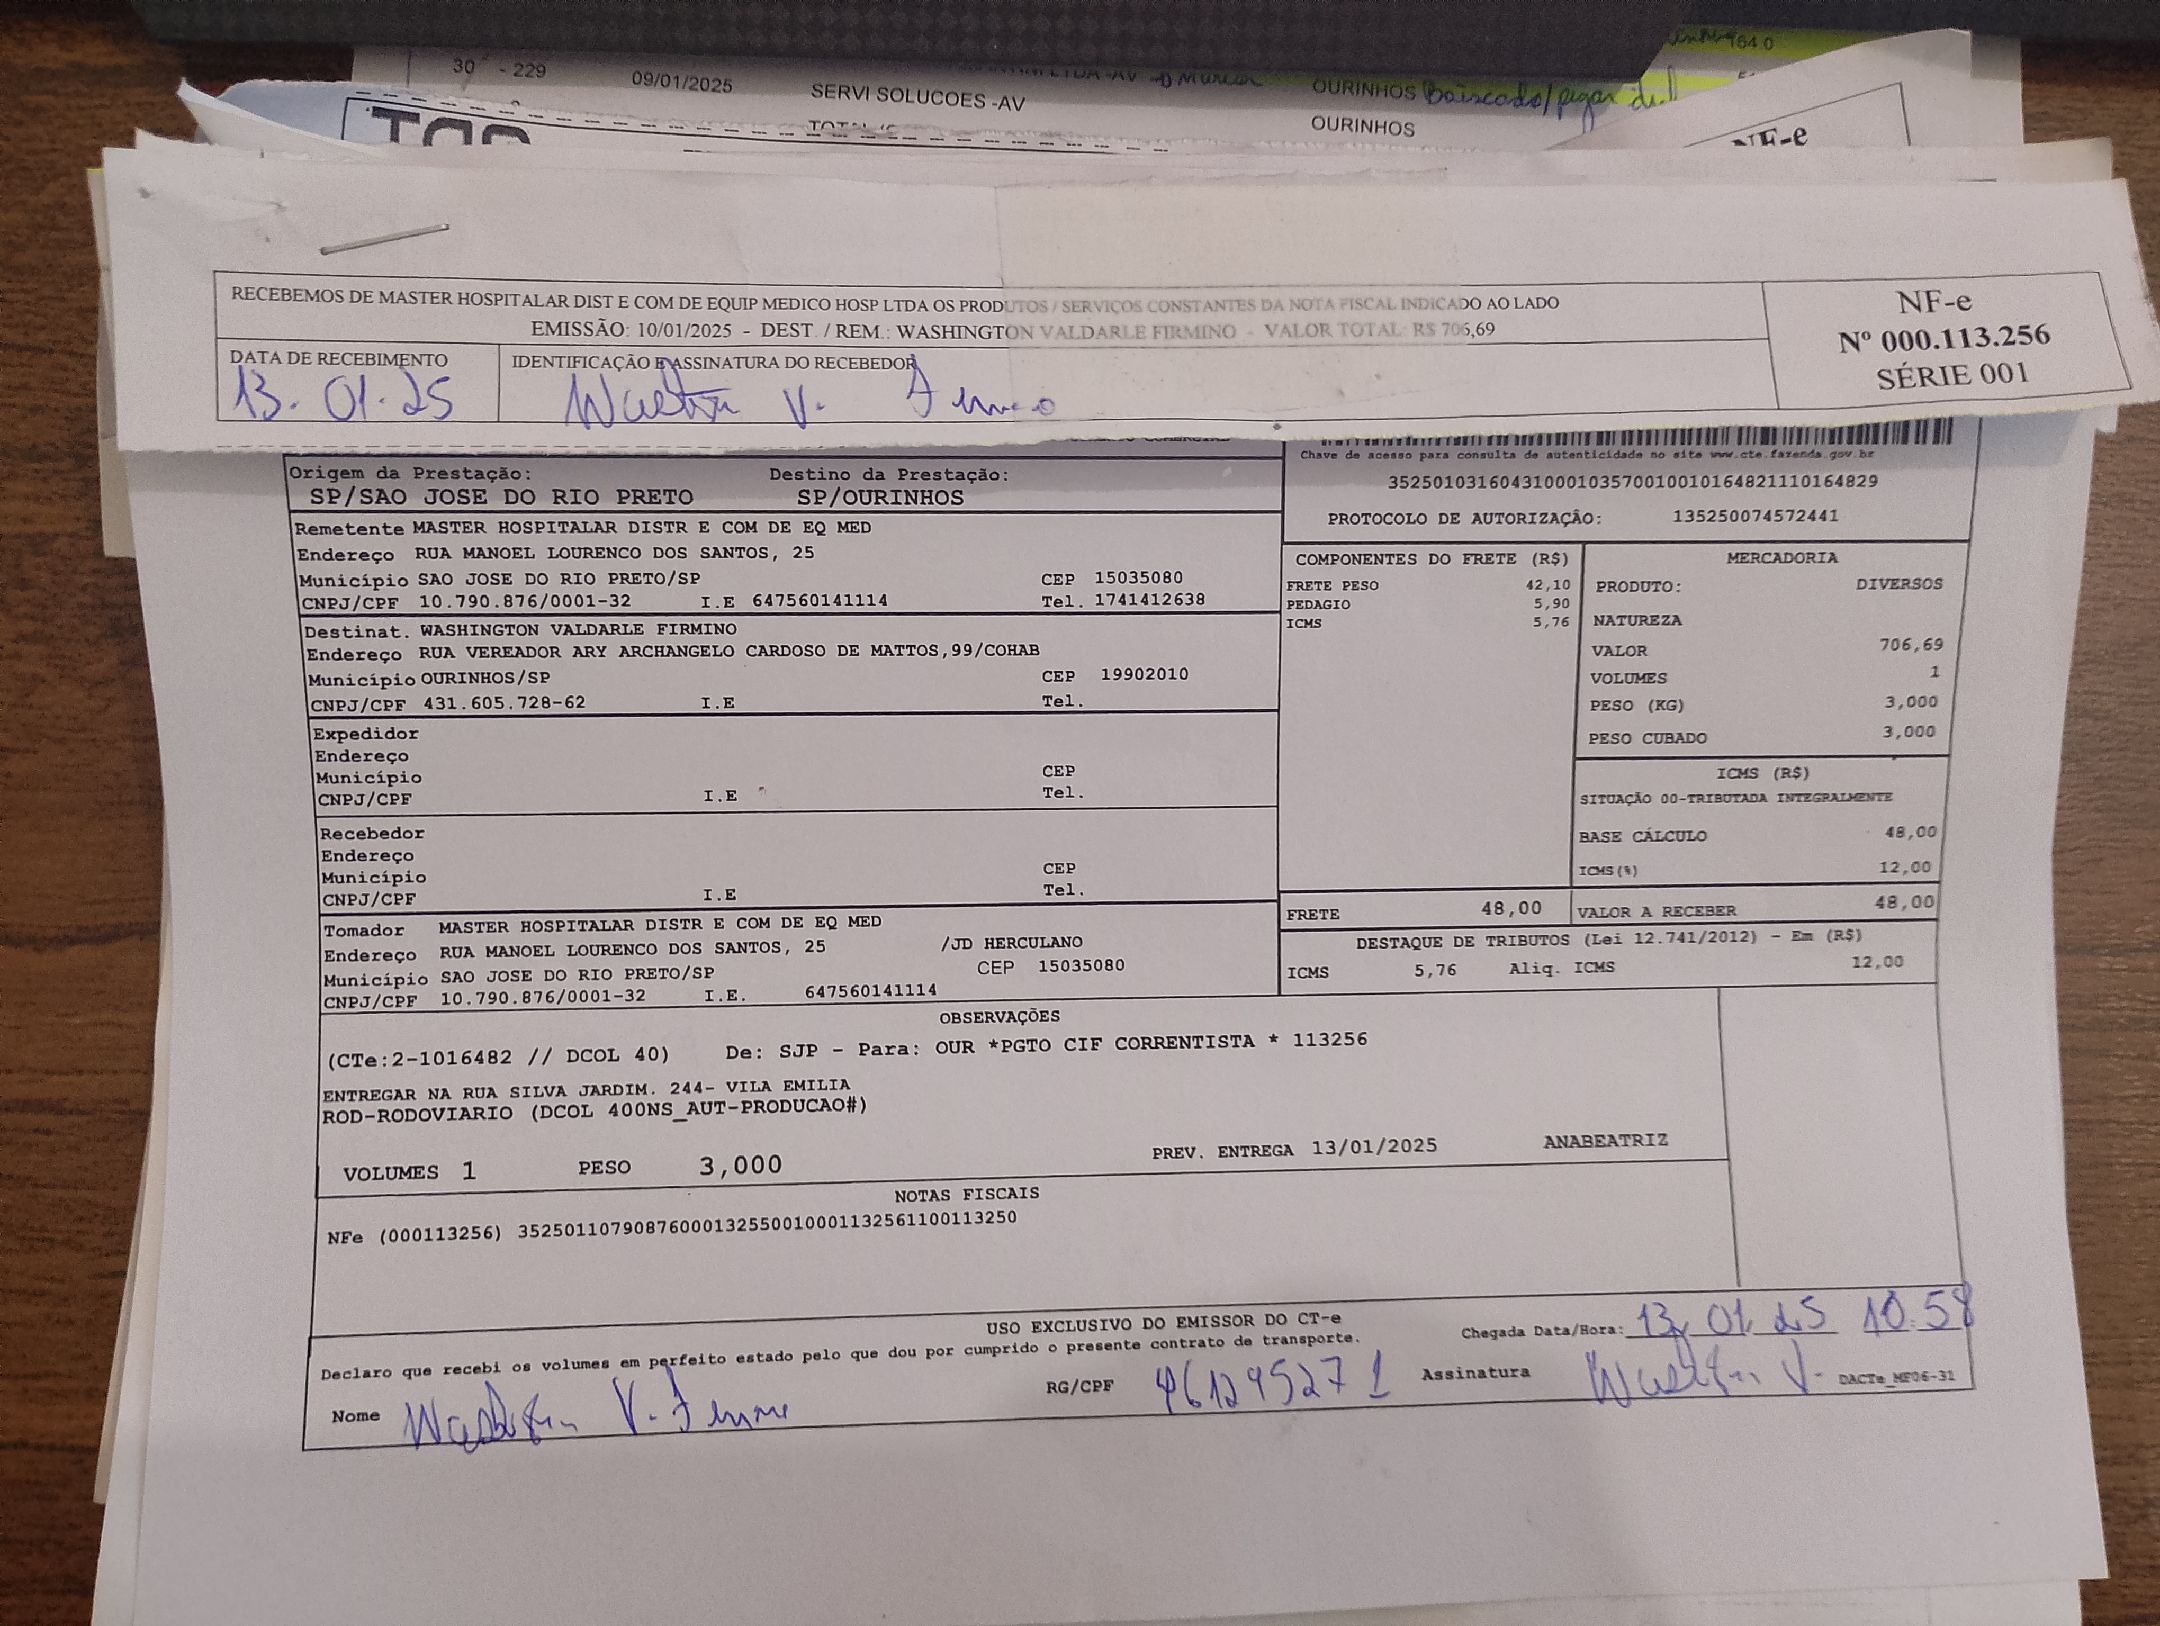 30 - 229 09/01/2025 SERVI SOLUCOES -AV OURINHOS Baixado/pegar
OURINHOS
NF-e
RECEBEMOS DE MASTER HOSPITALAR DIST E COM DE EQUIP MEDICO HOSP LTDA OS PRODUTOS / SERVIÇOS CONSTANTES DA NOTA FISCAL INDICADO AO LADO
EMISSÃO: 10/01/2025 - DEST. / REM.: WASHINGTON VALDARLE FIRMINO - VALOR TOTAL: R$ 706,69
NF-e
Nº 000.113.256
SÉRIE 001
DATA DE RECEBIMENTO
13.01.25
IDENTIFICAÇÃO E ASSINATURA DO RECEBEDOR
Chave de acesso para consulta de autenticidade no site www.cte.fazenda.gov.br
35250103160431000103570010010164821110164829
PROTOCOLO DE AUTORIZAÇÃO: 135250074572441
Origem da Prestação: Destino da Prestação:
SP/SAO JOSE DO RIO PRETO SP/OURINHOS
Remetente MASTER HOSPITALAR DISTR E COM DE EQ MED
Endereço RUA MANOEL LOURENCO DOS SANTOS, 25
Município SAO JOSE DO RIO PRETO/SP CEP 15035080
CNPJ/CPF 10.790.876/0001-32 I.E 647560141114 Tel. 1741412638
Destinat. WASHINGTON VALDARLE FIRMINO
Endereço RUA VEREADOR ARY ARCHANGELO CARDOSO DE MATTOS,99/COHAB
Município OURINHOS/SP CEP 19902010
CNPJ/CPF 431.605.728-62 I.E Tel.
Expedidor
Endereço
Município CEP
CNPJ/CPF I.E Tel.
Recebedor
Endereço
Município CEP
CNPJ/CPF I.E Tel.
Tomador MASTER HOSPITALAR DISTR E COM DE EQ MED
Endereço RUA MANOEL LOURENCO DOS SANTOS, 25 /JD HERCULANO
Município SAO JOSE DO RIO PRETO/SP CEP 15035080
CNPJ/CPF 10.790.876/0001-32 I.E. 647560141114
COMPONENTES DO FRETE (R$)
FRETE PESO 42,10
PEDAGIO 5,90
ICMS 5,76
MERCADORIA
PRODUTO: DIVERSOS
NATUREZA
VALOR 706,69
VOLUMES 1
PESO (KG) 3,000
PESO CUBADO 3,000
ICMS (R$)
SITUAÇÃO 00-TRIBUTADA INTEGRALMENTE
BASE CÁLCULO 48,00
ICMS(%) 12,00
FRETE 48,00 VALOR A RECEBER 48,00
DESTAQUE DE TRIBUTOS (Lei 12.741/2012) - Em (R$)
ICMS 5,76 Aliq. ICMS 12,00
OBSERVAÇÕES
(CTe:2-1016482 // DCOL 40) De: SJP - Para: OUR *PGTO CIF CORRENTISTA * 113256
ENTREGAR NA RUA SILVA JARDIM. 244- VILA EMILIA
ROD-RODOVIARIO (DCOL 400NS_AUT-PRODUCAO#)
VOLUMES 1 PESO 3,000 PREV. ENTREGA 13/01/2025 ANABEATRIZ
NOTAS FISCAIS
NFe (000113256) 35250110790876000132550010001132561100113250
USO EXCLUSIVO DO EMISSOR DO CT-e
Declaro que recebi os volumes em perfeito estado pelo que dou por cumprido o presente contrato de transporte.
Chegada Data/Hora: 13 01 25 10:58
Nome RG/CPF 461295271 Assinatura DACTe_MF06-31